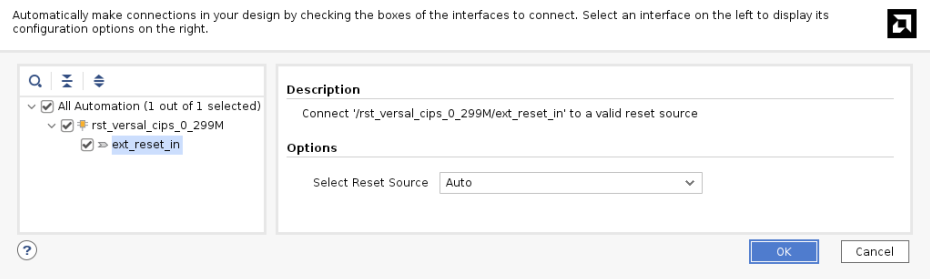 Automatically make connections in your design by checking the boxes of the interfaces to connect. Select an interface on the left to display its
configuration options on the right.
All Automation (1 out of 1 selected)
rst_versal_cips_0_299M
ext_reset_in
Description
Connect '/rst_versal_cips_0_299M/ext_reset_in' to a valid reset source
Options
Select Reset Source Auto
?
OK Cancel